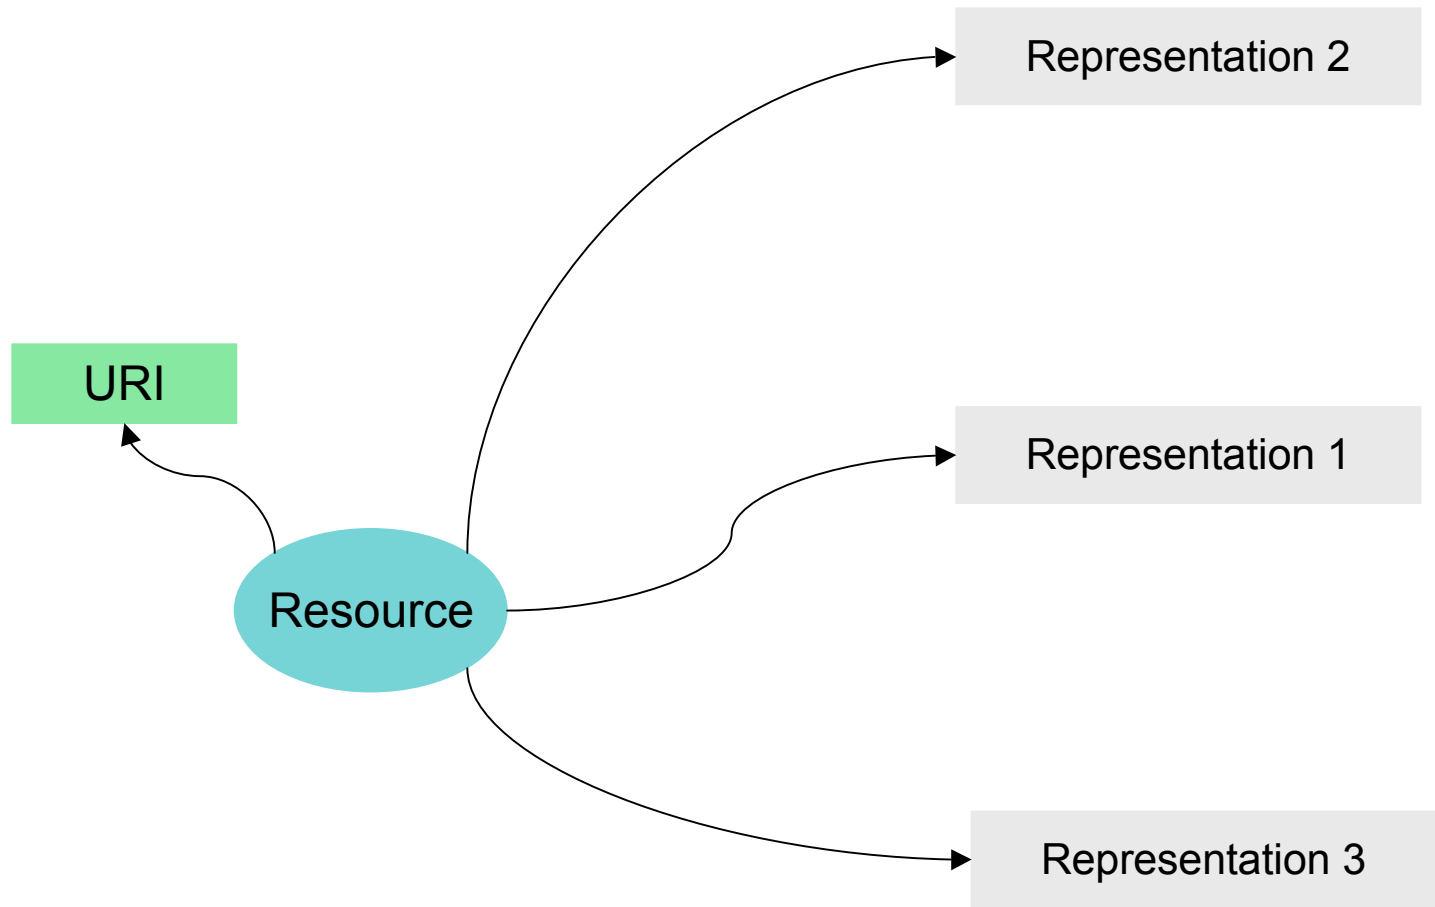 Representation 2
URI
Representation 1
Resource
Representation 3